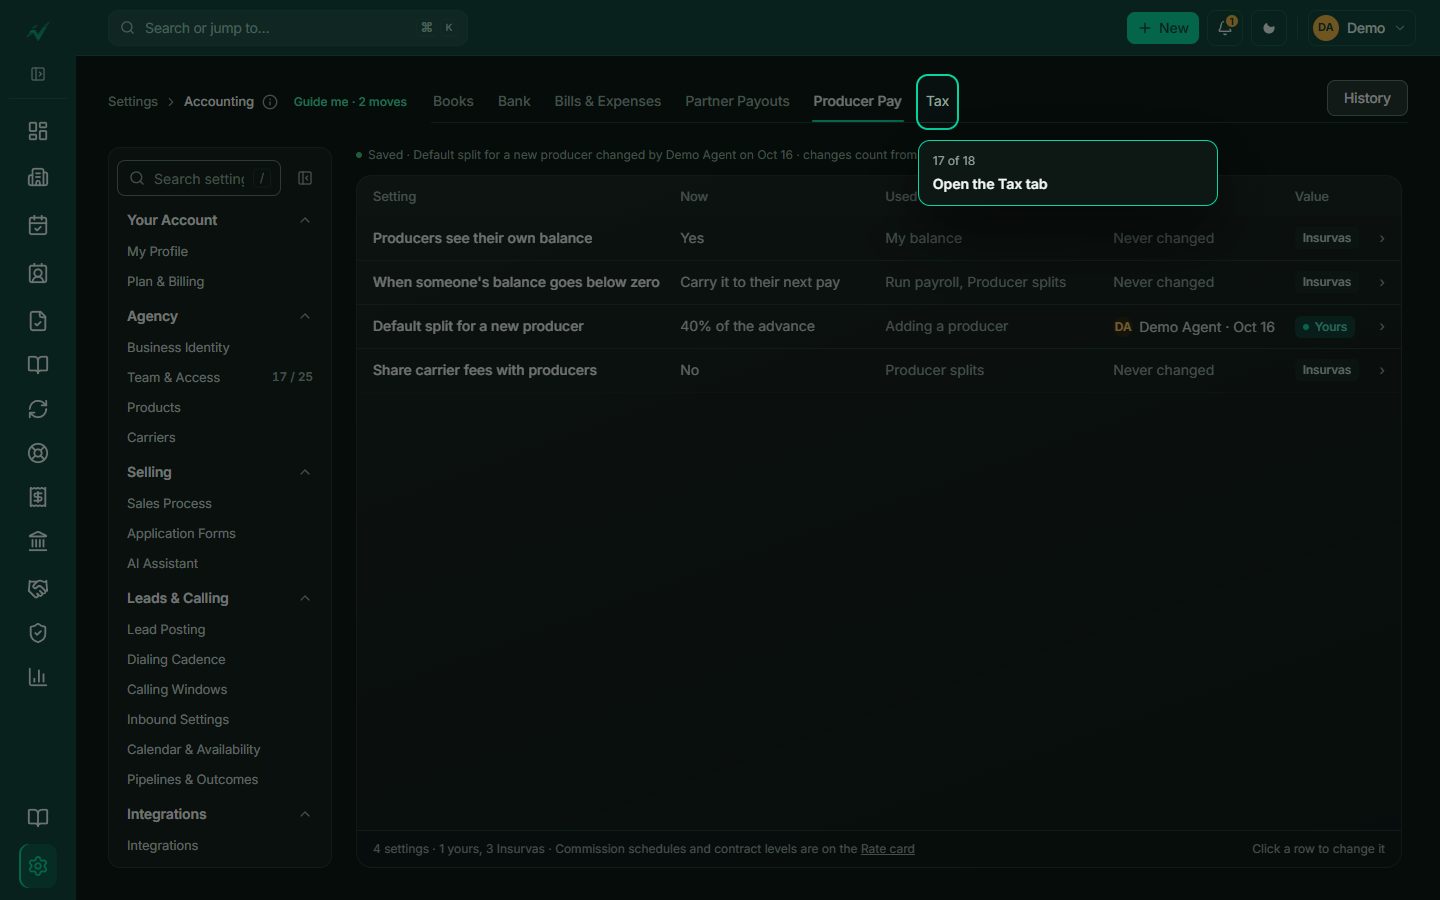 Search or jump to...
⌘ K
New
1
DA Demo
Settings > Accounting
Guide me · 2 moves
Books
Bank
Bills & Expenses
Partner Payouts
Producer Pay
Tax
History
17 of 18
Open the Tax tab
Saved · Default split for a new producer changed by Demo Agent on Oct 16 · changes count from
Search setting /
Your Account
My Profile
Plan & Billing
Agency
Business Identity
Team & Access 17 / 25
Products
Carriers
Selling
Sales Process
Application Forms
AI Assistant
Leads & Calling
Lead Posting
Dialing Cadence
Calling Windows
Inbound Settings
Calendar & Availability
Pipelines & Outcomes
Integrations
Integrations
Setting Now Used Value
Producers see their own balance Yes My balance Never changed Insurvas
When someone's balance goes below zero Carry it to their next pay Run payroll, Producer splits Never changed Insurvas
Default split for a new producer 40% of the advance Adding a producer DA Demo Agent · Oct 16 Yours
Share carrier fees with producers No Producer splits Never changed Insurvas
4 settings · 1 yours, 3 Insurvas · Commission schedules and contract levels are on the Rate card
Click a row to change it